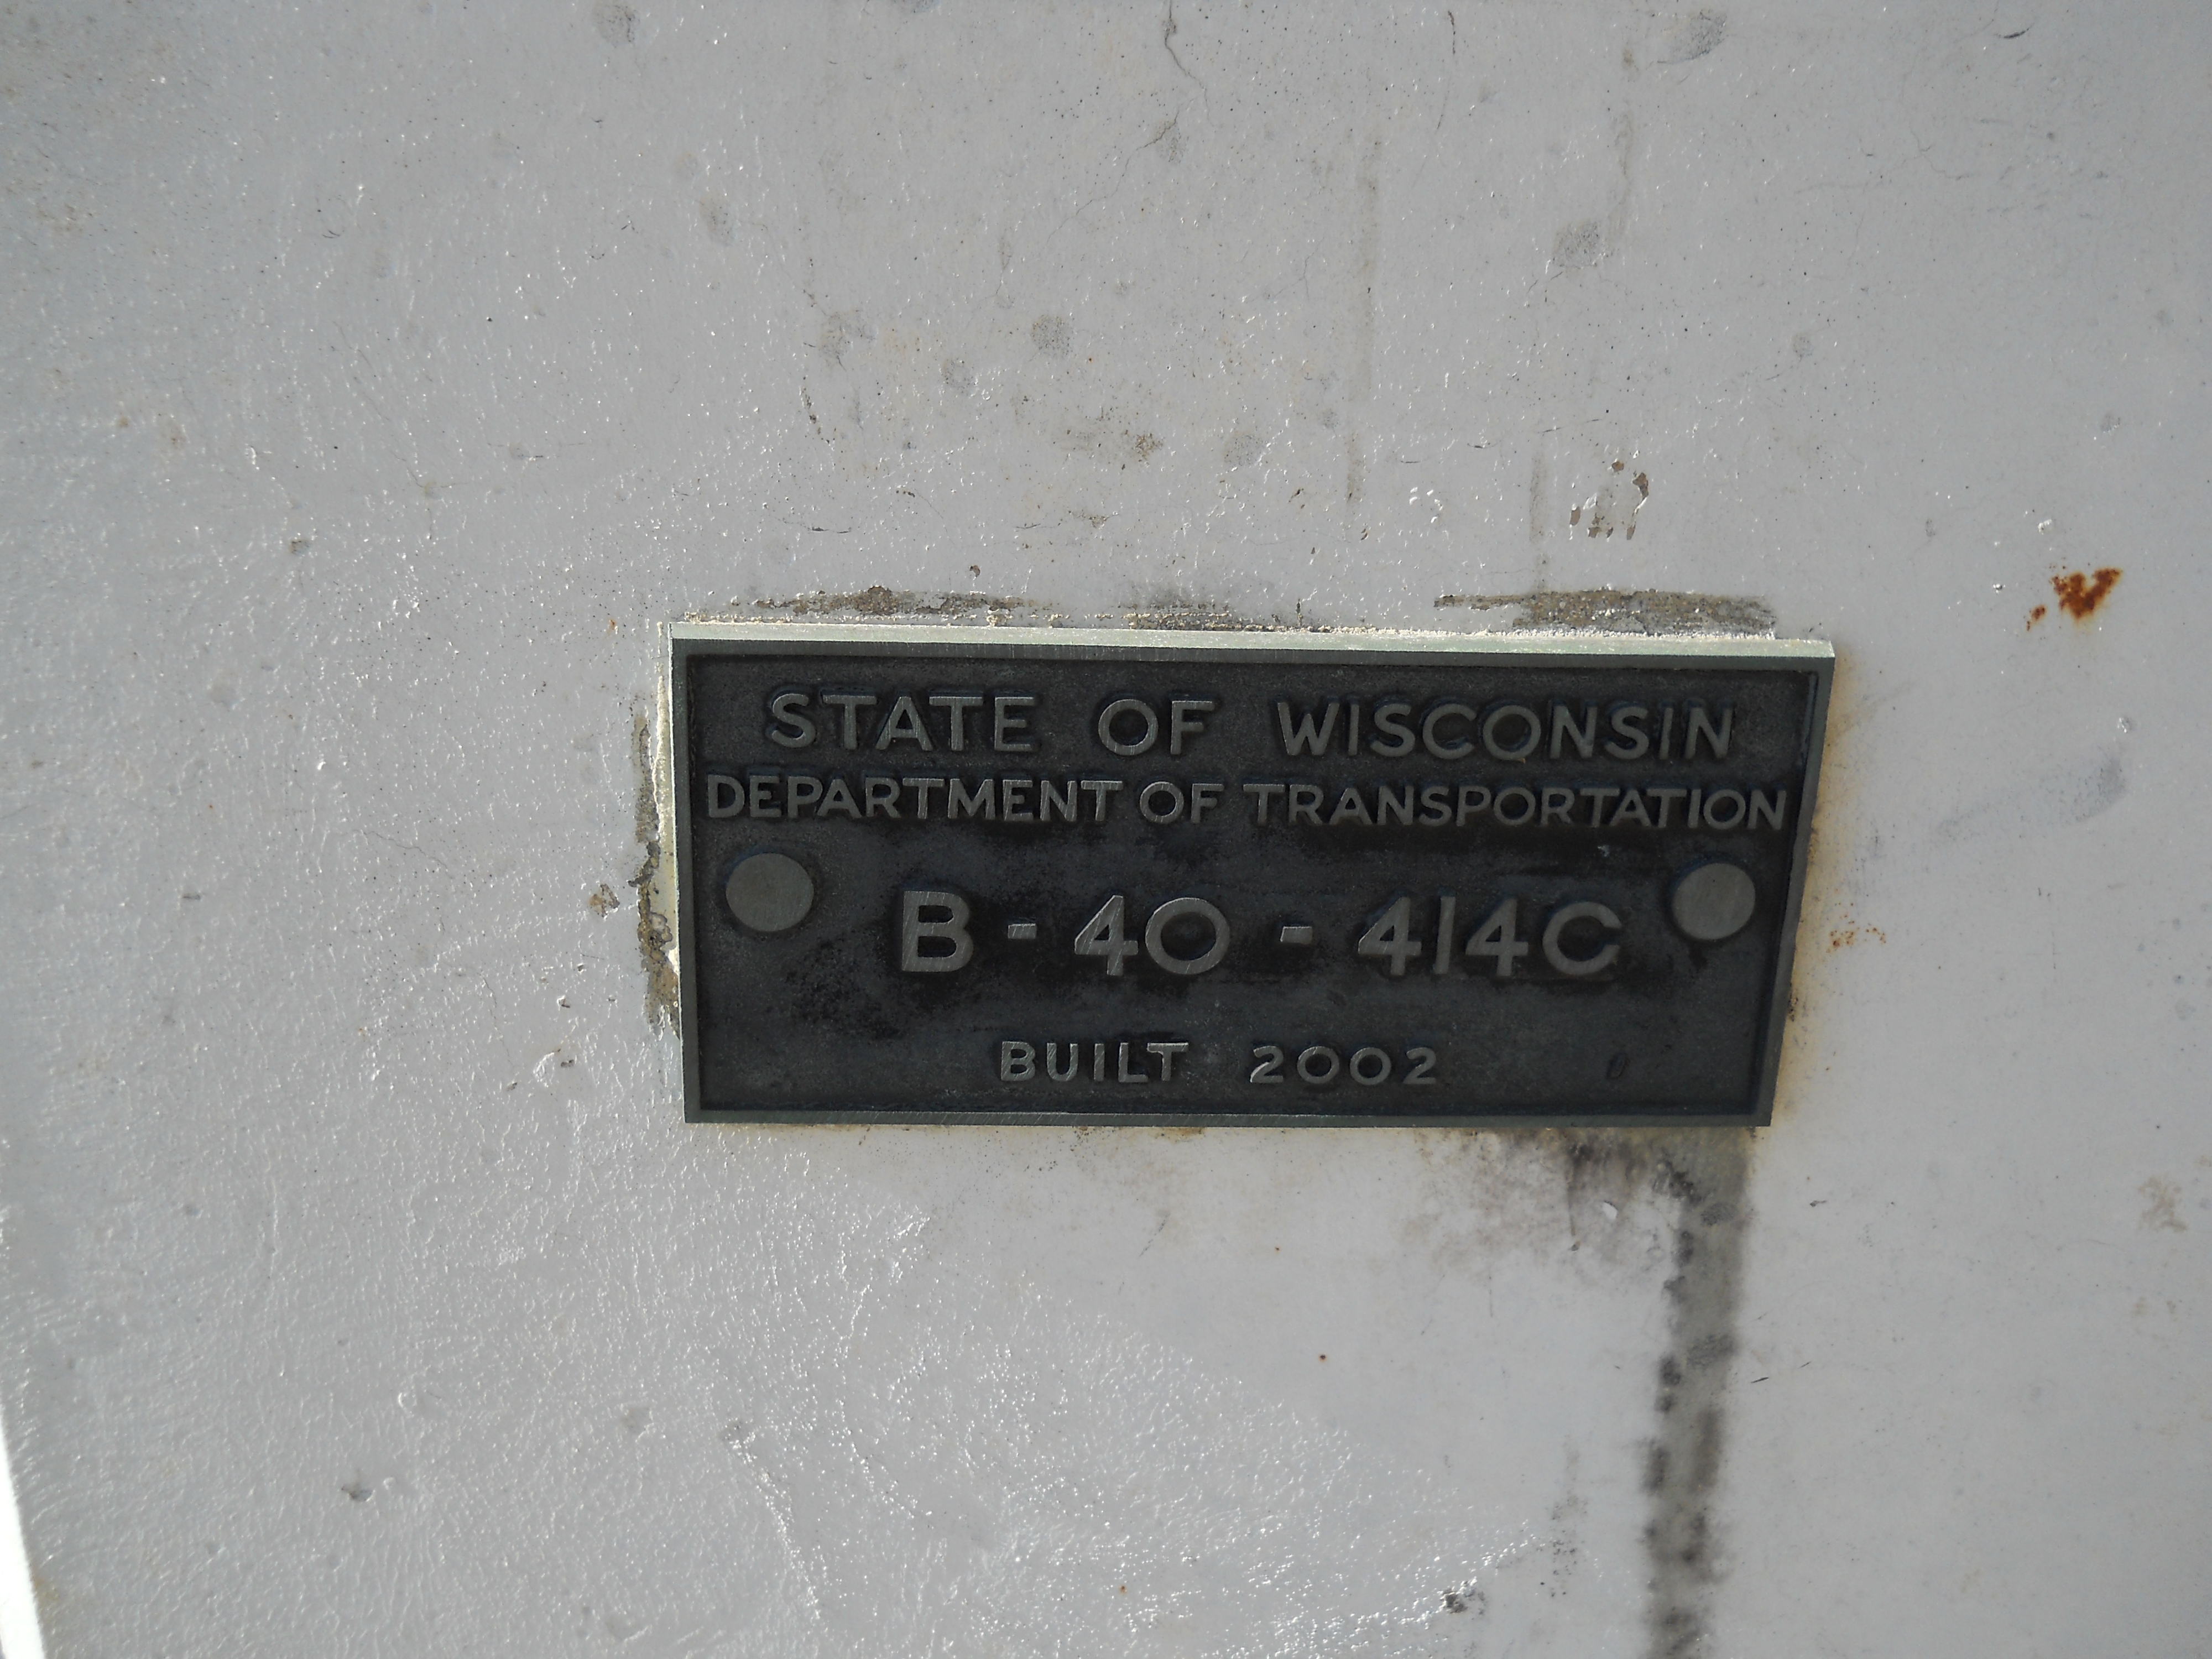 STATE OF WISCONSIN
DEPARTMENT OF TRANSPORTATION
B - 40 - 414C
BUILT 2002